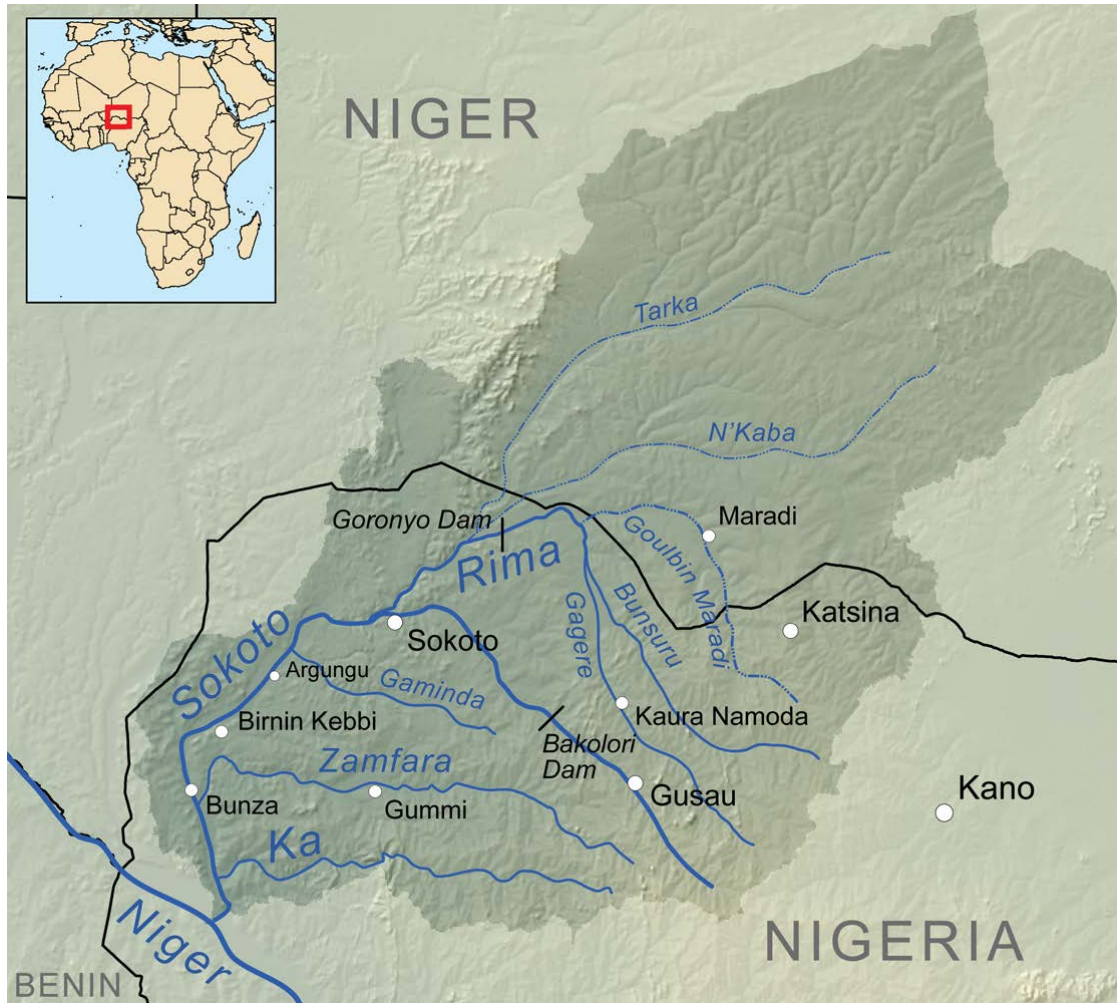 NIGER
Tarka
N'Kaba
Goronyo Dam
Maradi
Rima
Goulbin Maradi
Katsina
Sokoto
Sokoto
Gagere
Bunsuru
Argungu
Gaminda
Birnin Kebbi
Kaura Namoda
Bakolori
Dam
Zamfara
Bunza
Gummi
Gusau
Kano
Ka
Niger
NIGERIA
BENIN